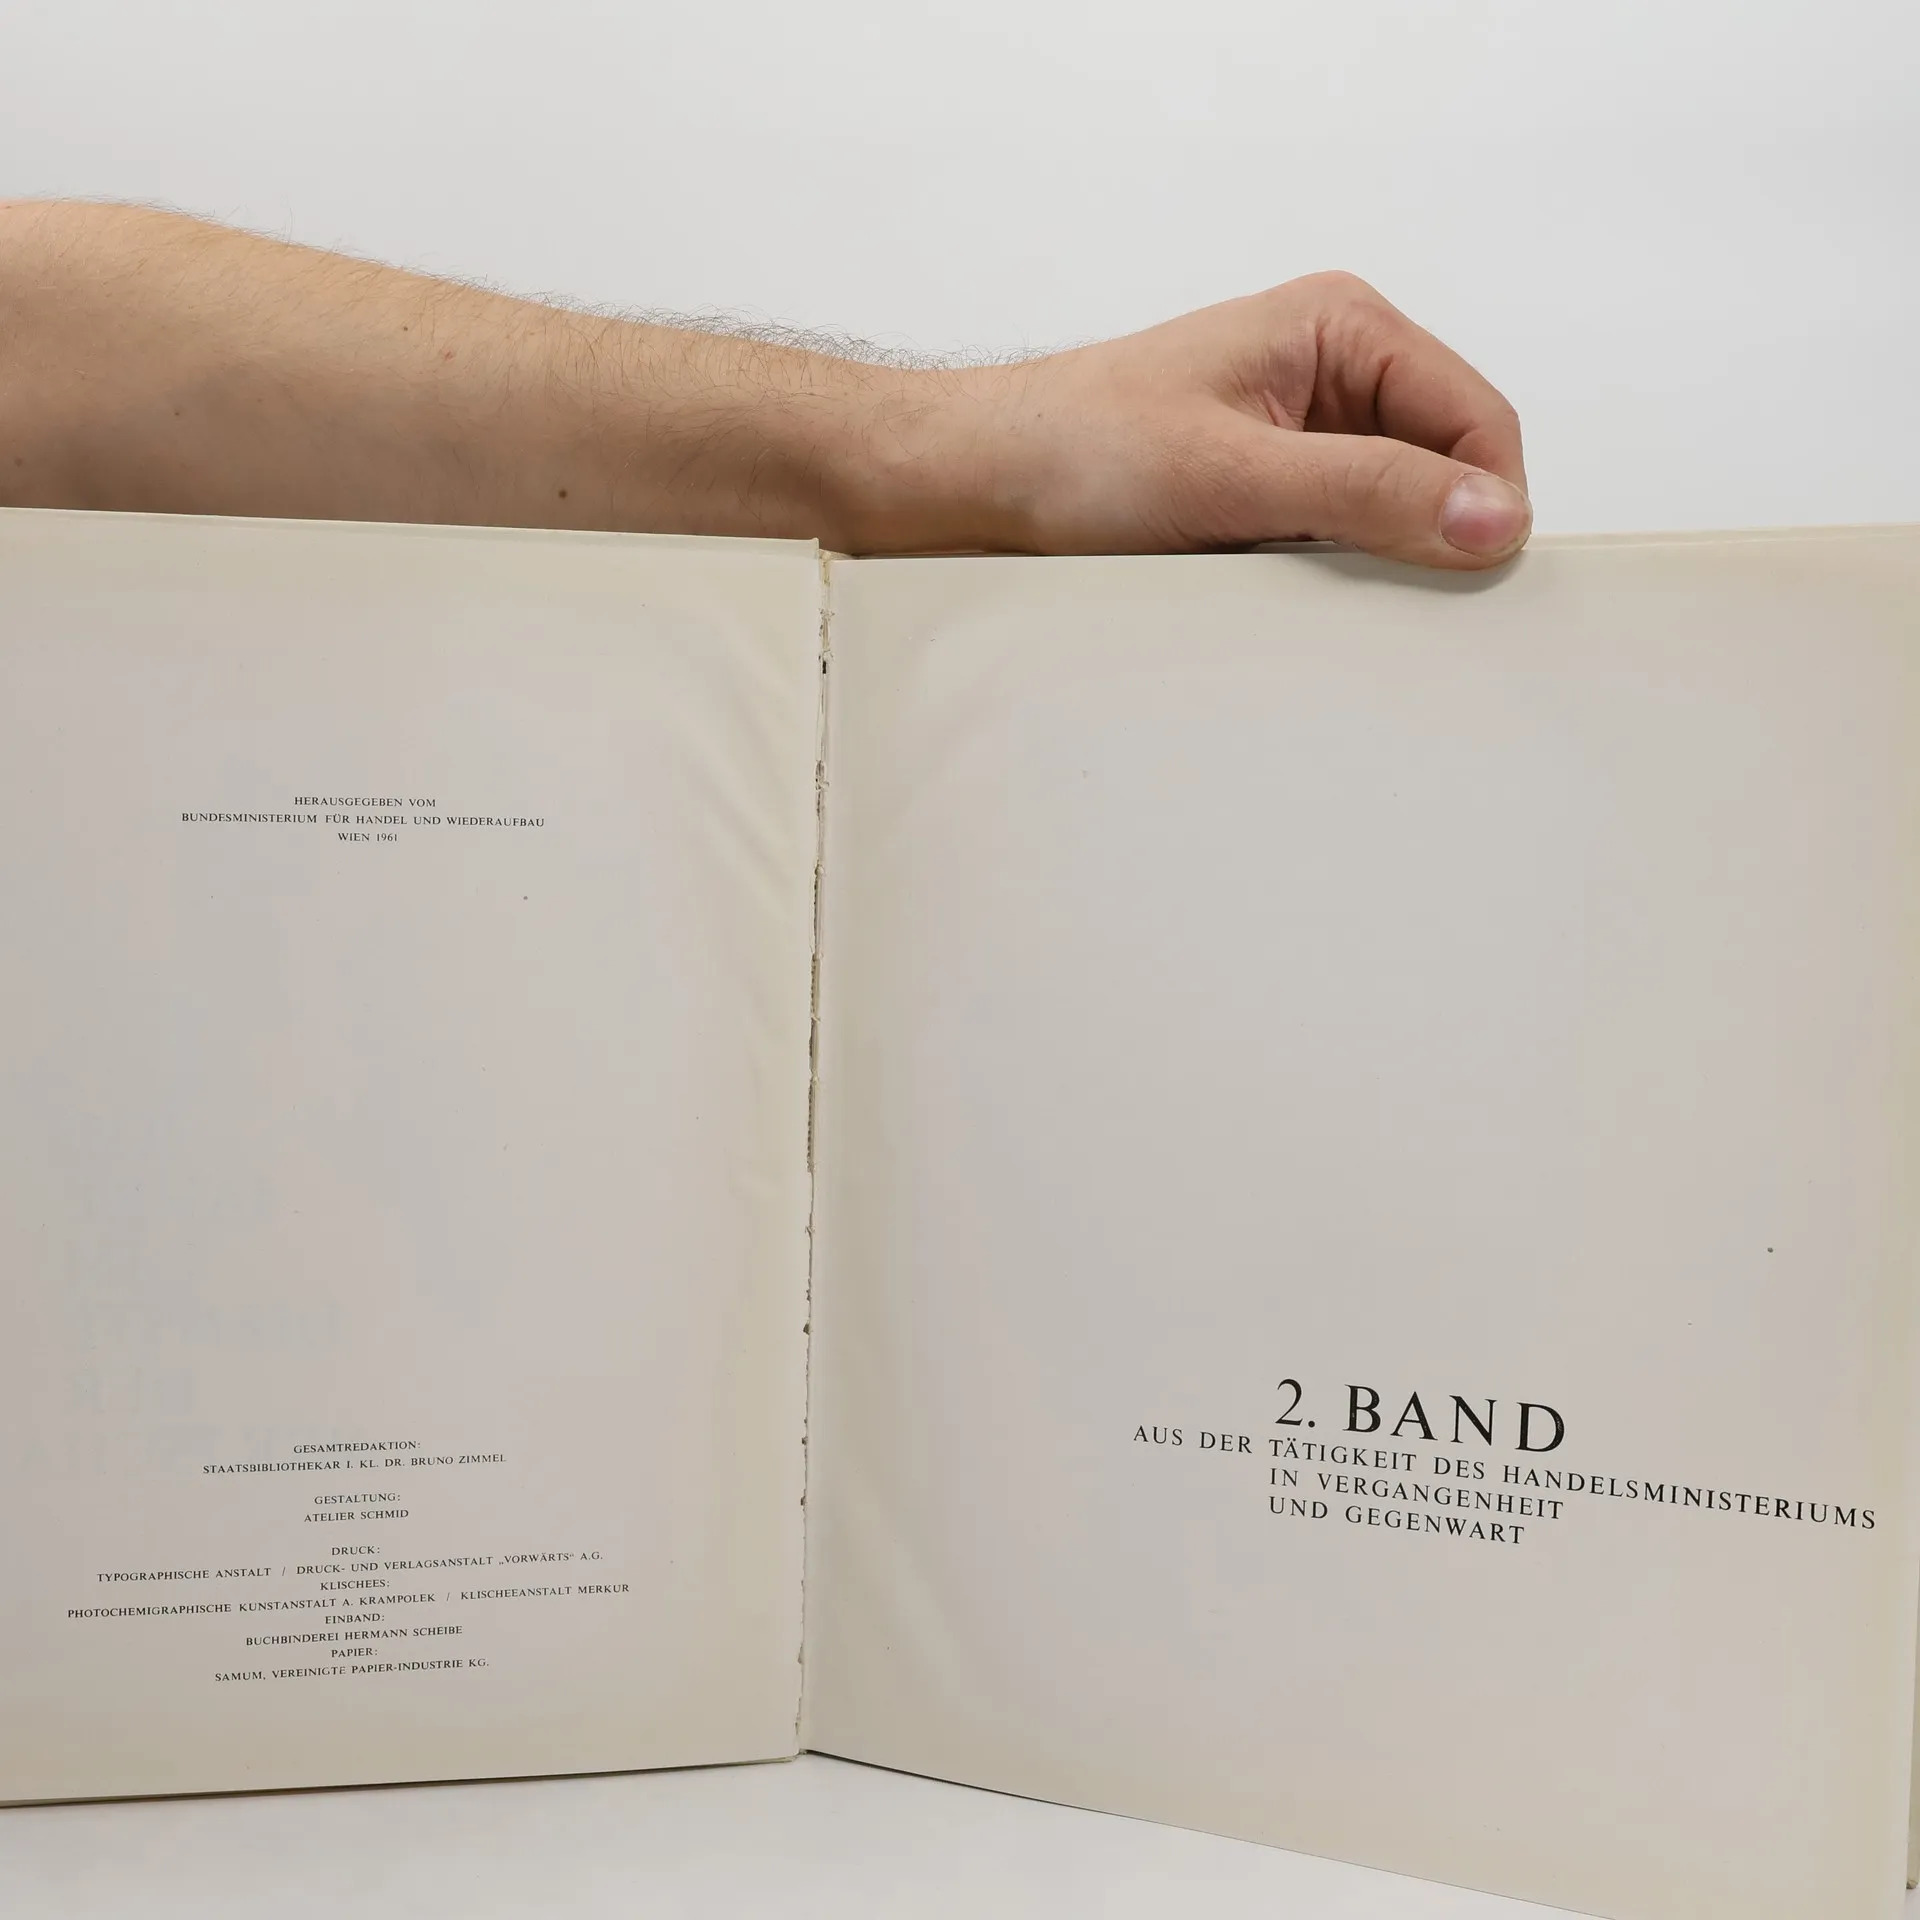 HERAUSGEGEBEN VOM
BUNDESMINISTERIUM FÜR HANDEL UND WIEDERAUFBAU
WIEN 1961
GESAMTREDAKTION:
STAATSBIBLIOTHEKAR I. KL. DR. BRUNO ZIMMEL
GESTALTUNG:
ATELIER SCHMID
DRUCK:
TYPOGRAPHISCHE ANSTALT / DRUCK- UND VERLAGSANSTALT „VORWÄRTS“ A.G.
KLISCHEES:
PHOTOCHEMIGRAPHISCHE KUNSTANSTALT A. KRAMPOLEK / KLISCHEEANSTALT MERKUR
EINBAND:
BUCHBINDEREI HERMANN SCHEIBE
PAPIER:
SAMUM, VEREINIGTE PAPIER-INDUSTRIE KG.
2. BAND
AUS DER TÄTIGKEIT DES HANDELSMINISTERIUMS
IN VERGANGENHEIT
UND GEGENWART